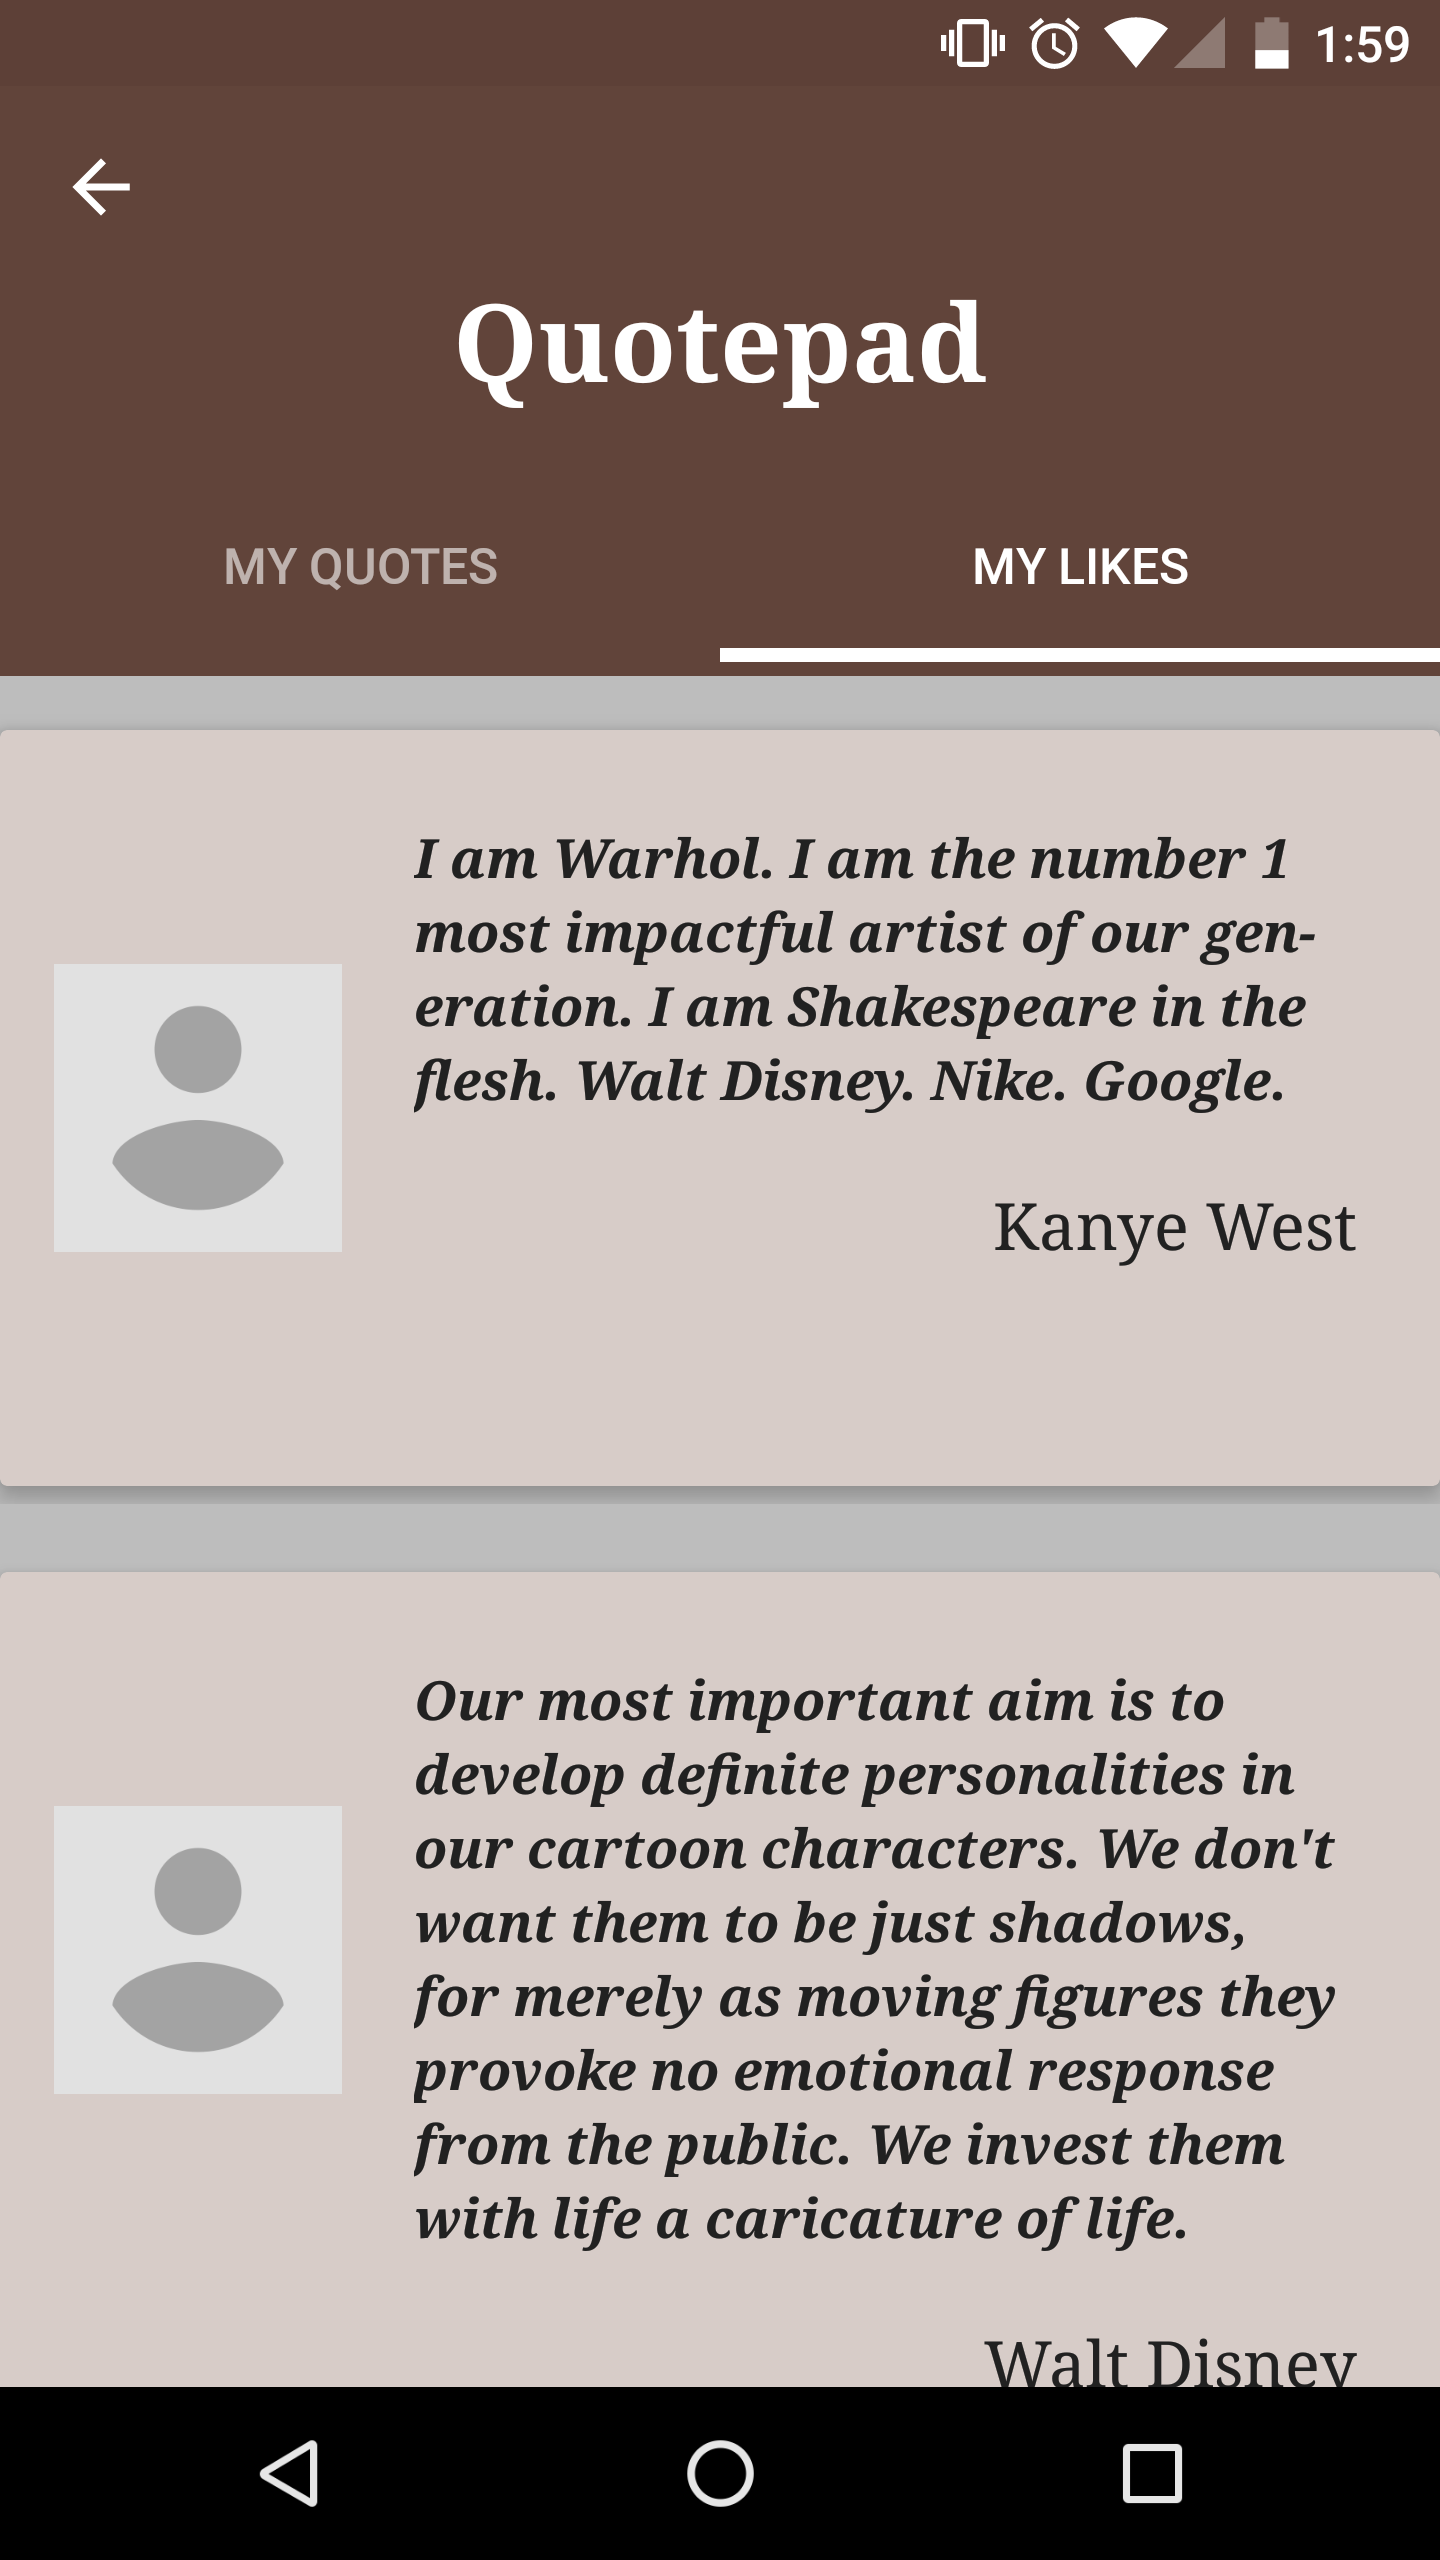 1:59
Quotepad
MY QUOTES
MY LIKES
I am Warhol. I am the number 1
most impactful artist of our gen-
eration. I am Shakespeare in the
flesh. Walt Disney. Nike. Google.
Kanye West
Our most important aim is to
develop definite personalities in
our cartoon characters. We don't
want them to be just shadows,
for merely as moving figures they
provoke no emotional response
from the public. We invest them
with life a caricature of life.
Walt Disney